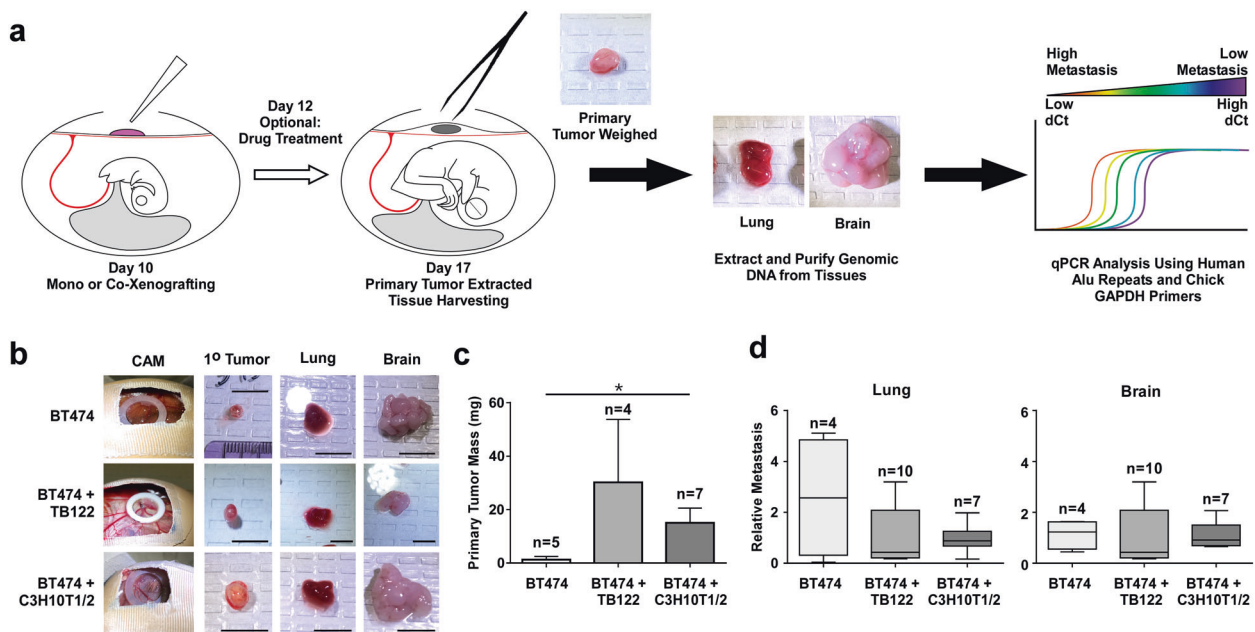 a
Day 10
Mono or Co-Xenografting
Day 12
Optional:
Drug Treatment
Day 17
Primary Tumor Extracted
Tissue Harvesting
Primary
Tumor Weighed
Lung
Brain
Extract and Purify Genomic
DNA from Tissues
High
Metastasis
Low
Metastasis
Low
dCt
High
dCt
qPCR Analysis Using Human
Alu Repeats and Chick
GAPDH Primers
b
CAM
1º Tumor
Lung
Brain
BT474
BT474 +
TB122
BT474 +
C3H10T1/2
c
Primary Tumor Mass (mg)
60
40
20
0
*
n=5
n=4
n=7
BT474
BT474 +
TB122
BT474 +
C3H10T1/2
d
Lung
Relative Metastasis
6
4
2
0
n=4
n=10
n=7
BT474
BT474 +
TB122
BT474 +
C3H10T1/2
Brain
6
4
2
0
n=4
n=10
n=7
BT474
BT474 +
TB122
BT474 +
C3H10T1/2